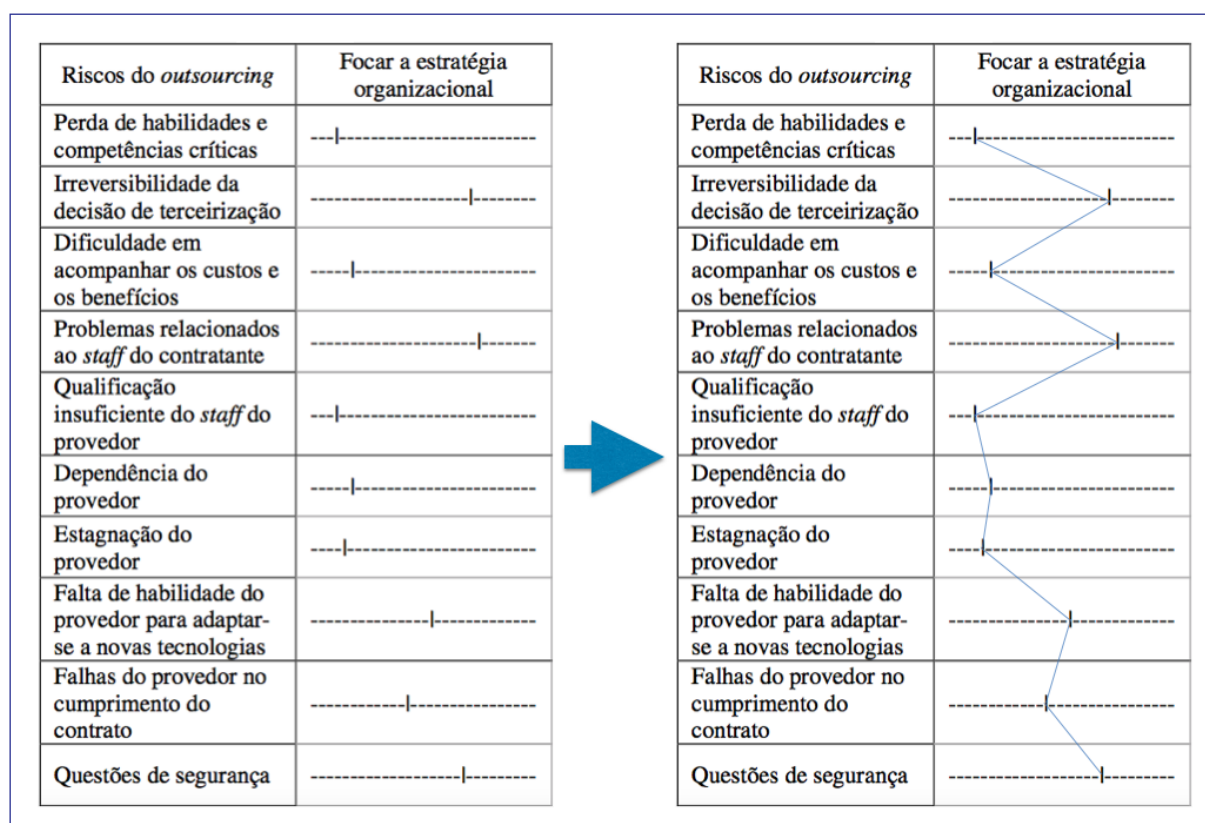 Riscos do outsourcing
Focar a estratégia
organizacional
Perda de habilidades e
competências críticas
---|------------------------
Irreversibilidade da
decisão de terceirização
--------------------|--------
Dificuldade em
acompanhar os custos e
os benefícios
-----|-----------------------
Problemas relacionados
ao staff do contratante
---------------------|-------
Qualificação
insuficiente do staff do
provedor
---|------------------------
Dependência do
provedor
-----|-----------------------
Estagnação do
provedor
----|------------------------
Falta de habilidade do
provedor para adaptar-
se a novas tecnologias
---------------|-------------
Falhas do provedor no
cumprimento do
contrato
------------|----------------
Questões de segurança
-------------------|---------
Riscos do outsourcing
Focar a estratégia
organizacional
Perda de habilidades e
competências críticas
---|------------------------
Irreversibilidade da
decisão de terceirização
--------------------|--------
Dificuldade em
acompanhar os custos e
os benefícios
-----|-----------------------
Problemas relacionados
ao staff do contratante
---------------------|-------
Qualificação
insuficiente do staff do
provedor
---|------------------------
Dependência do
provedor
-----|-----------------------
Estagnação do
provedor
----|------------------------
Falta de habilidade do
provedor para adaptar-
se a novas tecnologias
---------------|-------------
Falhas do provedor no
cumprimento do
contrato
------------|----------------
Questões de segurança
-------------------|---------